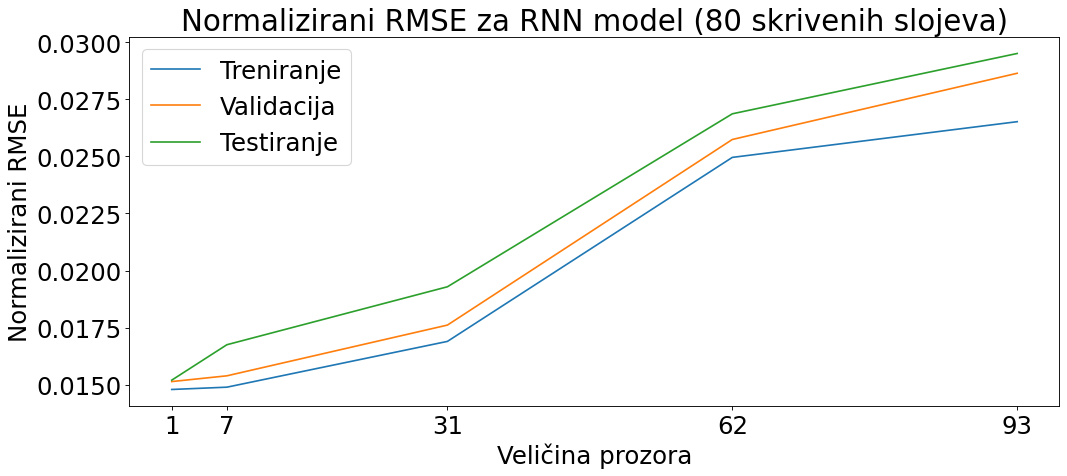 Normalizirani RMSE za RNN model (80 skrivenih slojeva)
Normalizirani RMSE
0.0300
0.0275
0.0250
0.0225
0.0200
0.0175
0.0150
Treniranje
Validacija
Testiranje
1 7 31 62 93
Veličina prozora